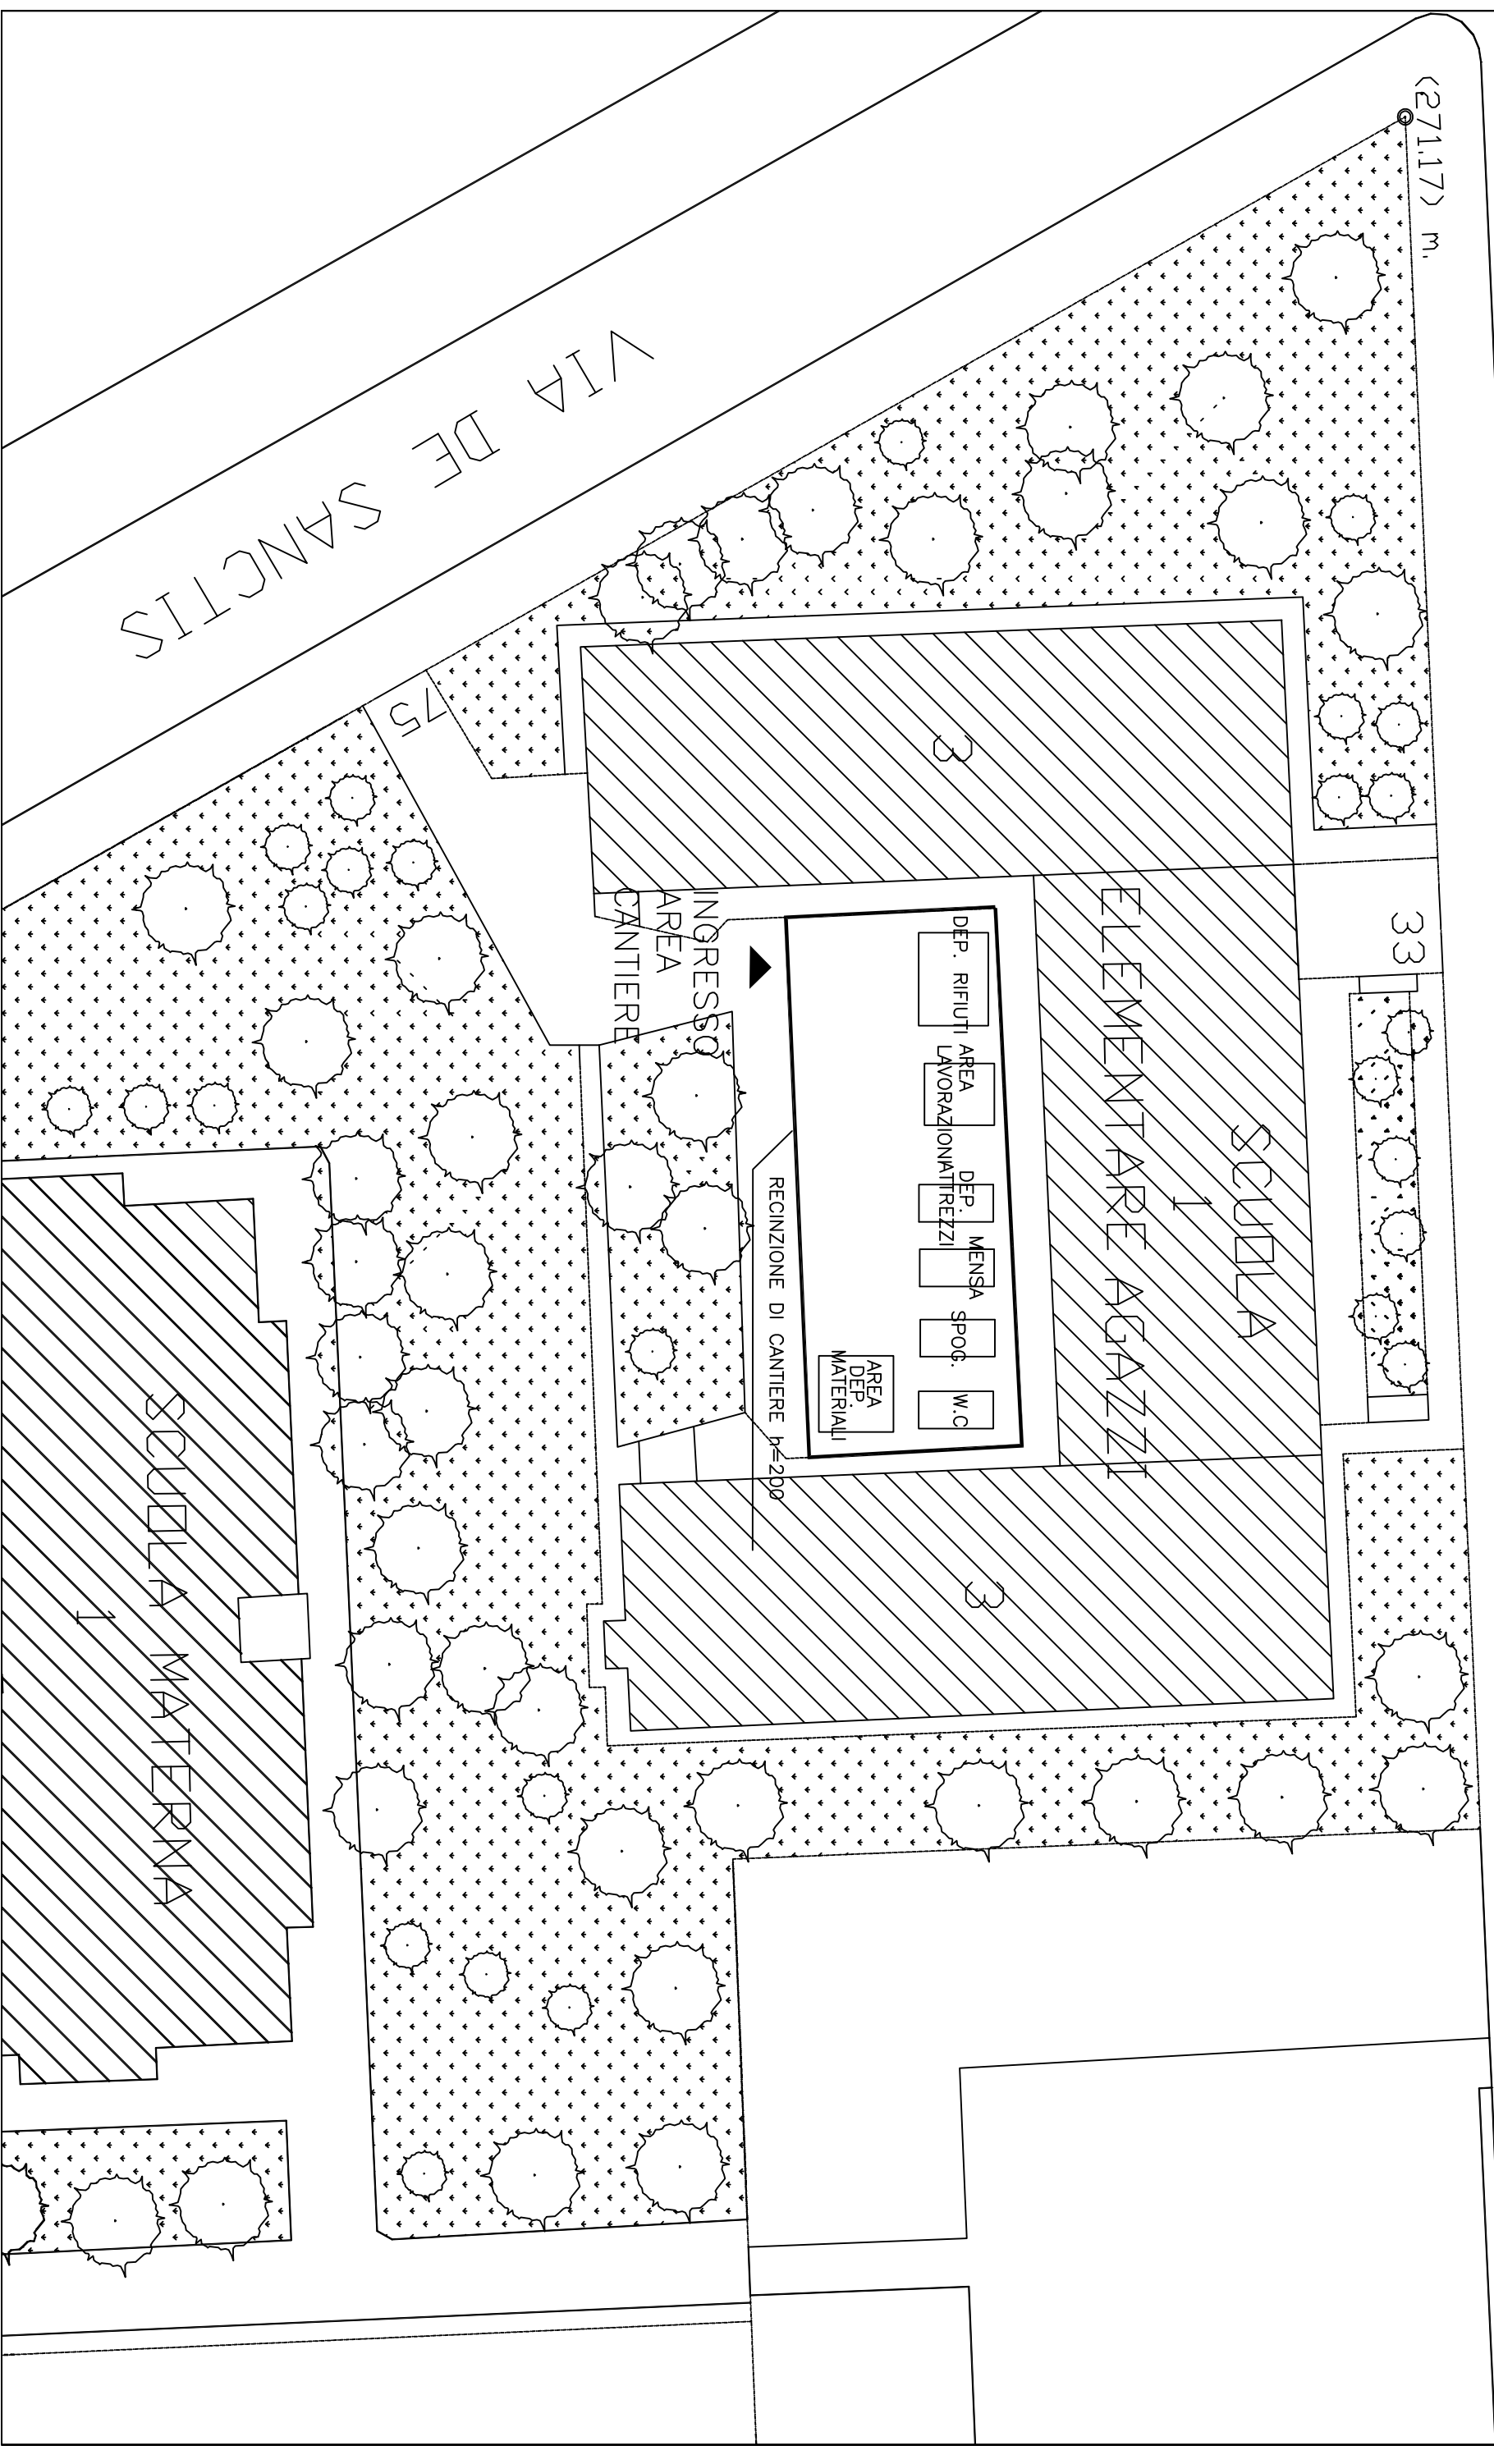 (271.17) m.
VIA DE SANCTIS
75
3
33
SCUOLA
1
ELEMENTARE AGAZZI
INGRESSO
AREA
CANTIERE
DEP. RIFIUTI
AREA
LAVORAZIONI
DEP.
ATTREZZI
MENSA
SPOG.
W.C
AREA
DEP.
MATERIALI
RECINZIONE DI CANTIERE h=200
3
SCUOLA MATERNA
1